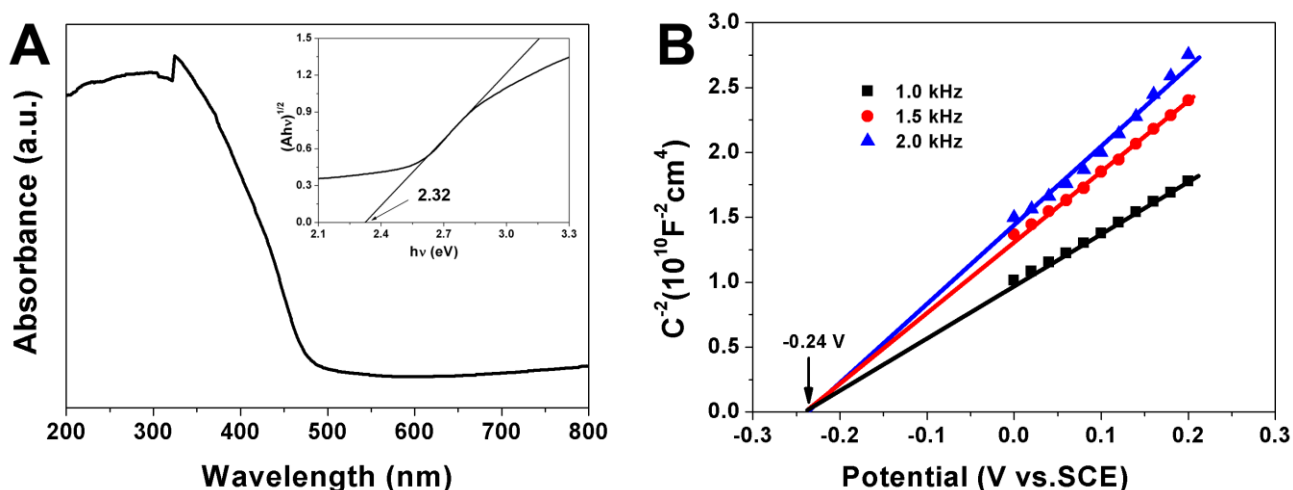 A
Absorbance (a.u.)
200 300 400 500 600 700 800
Wavelength (nm)
(Ahν)1/2
1.5
1.2
0.9
0.6
0.3
0.0
2.32
2.1 2.4 2.7 3.0 3.3
hν (eV)
B
C-2(1010F-2cm4)
3.0
2.5
2.0
1.5
1.0
0.5
0.0
1.0 kHz
1.5 kHz
2.0 kHz
-0.24 V
-0.3 -0.2 -0.1 0.0 0.1 0.2 0.3
Potential (V vs.SCE)